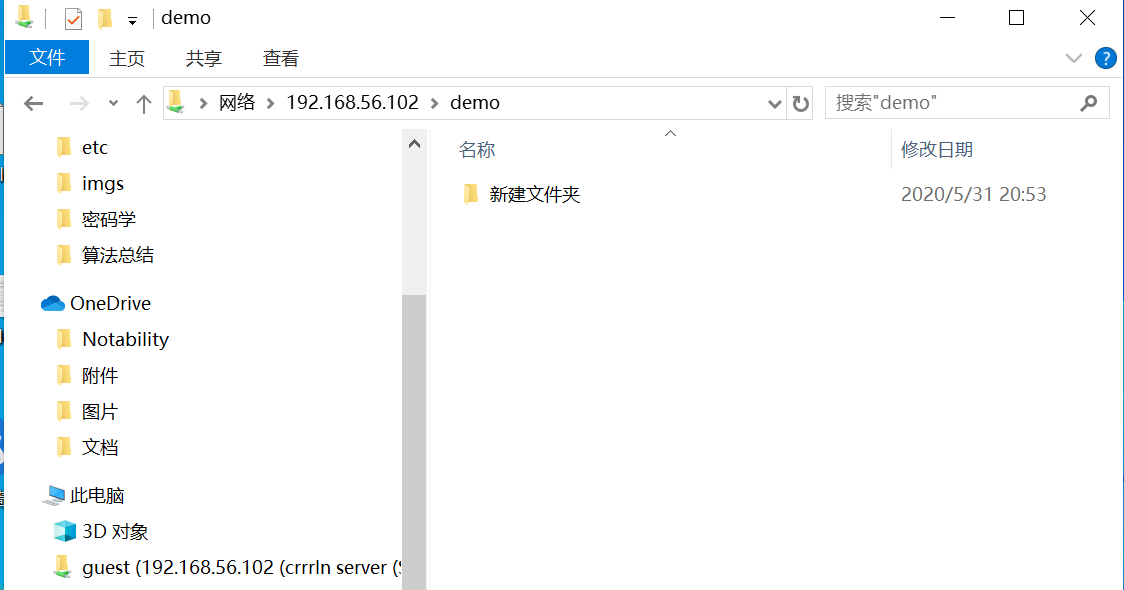 demo
文件 主页 共享 查看
网络 192.168.56.102 demo 搜索"demo"
名称 修改日期
新建文件夹 2020/5/31 20:53
etc
imgs
密码学
算法总结
OneDrive
Notability
附件
图片
文档
此电脑
3D 对象
guest (192.168.56.102 (crrrln server (